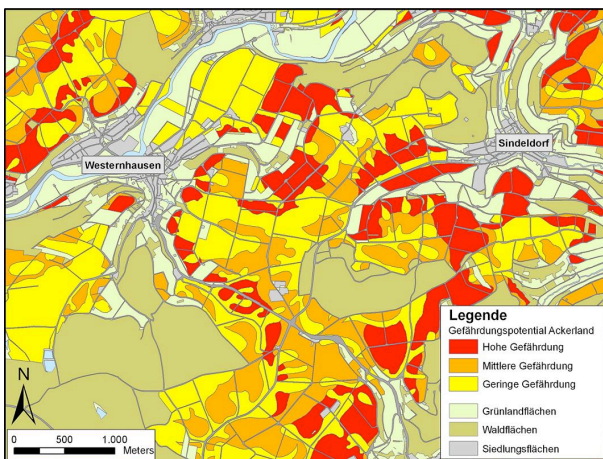 Westernhausen
Sindeldorf
Legende
Gefährdungspotential Ackerland
Hohe Gefährdung
Mittlere Gefährdung
Geringe Gefährdung
Grünlandflächen
Waldflächen
Siedlungsflächen
N
0 500 1.000
Meters